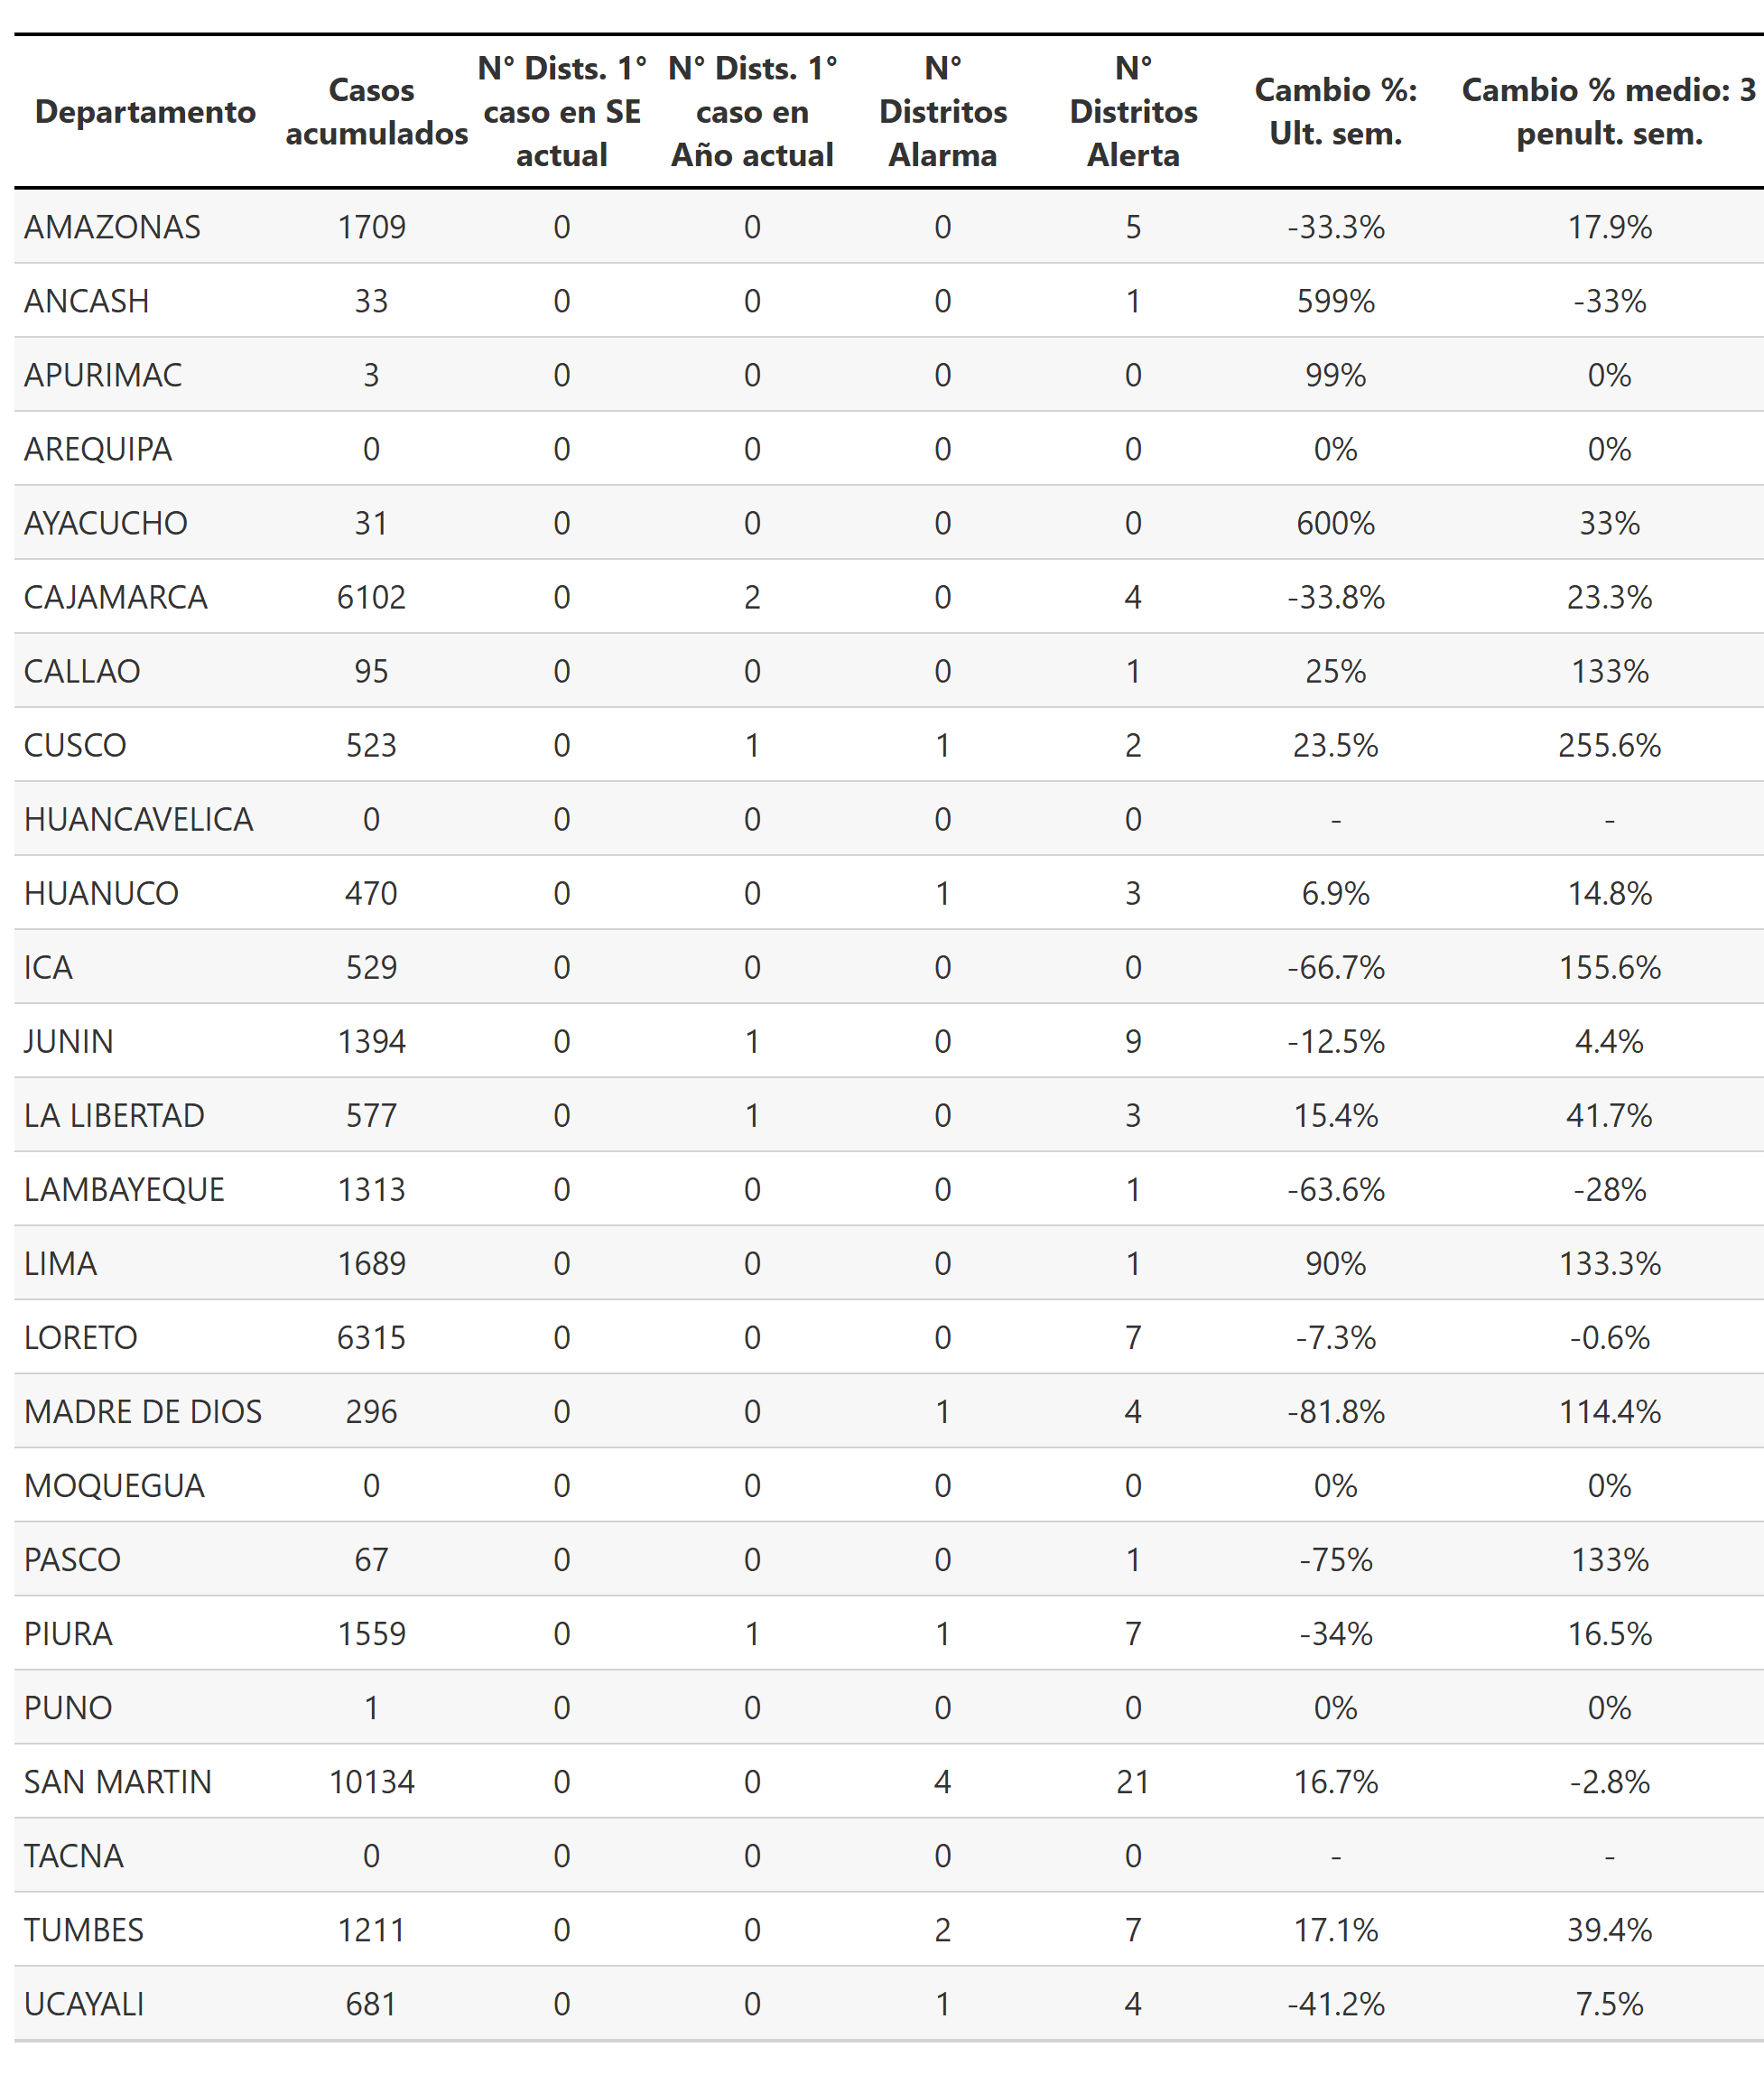 Departamento Casos acumulados N° Dists. 1° caso en SE actual N° Dists. 1° caso en Año actual N° Distritos Alarma N° Distritos Alerta Cambio %: Ult. sem. Cambio % medio: 3 penult. sem.
AMAZONAS 1709 0 0 0 5 -33.3% 17.9%
ANCASH 33 0 0 0 1 599% -33%
APURIMAC 3 0 0 0 0 99% 0%
AREQUIPA 0 0 0 0 0 0% 0%
AYACUCHO 31 0 0 0 0 600% 33%
CAJAMARCA 6102 0 2 0 4 -33.8% 23.3%
CALLAO 95 0 0 0 1 25% 133%
CUSCO 523 0 1 1 2 23.5% 255.6%
HUANCAVELICA 0 0 0 0 0 - -
HUANUCO 470 0 0 1 3 6.9% 14.8%
ICA 529 0 0 0 0 -66.7% 155.6%
JUNIN 1394 0 1 0 9 -12.5% 4.4%
LA LIBERTAD 577 0 1 0 3 15.4% 41.7%
LAMBAYEQUE 1313 0 0 0 1 -63.6% -28%
LIMA 1689 0 0 0 1 90% 133.3%
LORETO 6315 0 0 0 7 -7.3% -0.6%
MADRE DE DIOS 296 0 0 1 4 -81.8% 114.4%
MOQUEGUA 0 0 0 0 0 0% 0%
PASCO 67 0 0 0 1 -75% 133%
PIURA 1559 0 1 1 7 -34% 16.5%
PUNO 1 0 0 0 0 0% 0%
SAN MARTIN 10134 0 0 4 21 16.7% -2.8%
TACNA 0 0 0 0 0 - -
TUMBES 1211 0 0 2 7 17.1% 39.4%
UCAYALI 681 0 0 1 4 -41.2% 7.5%